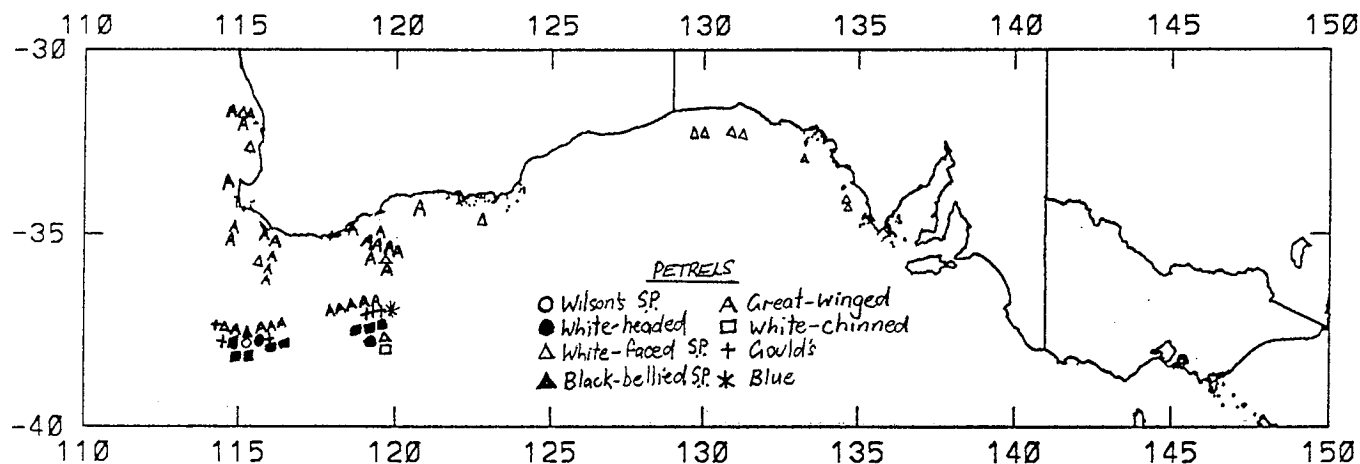 110 115 120 125 130 135 140 145 150
-30
-35
-40
PETRELS
Wilson's S.P. Great-winged
White-headed White-chinned
White-faced S.P. Gould's
Black-bellied S.P. Blue
110 115 120 125 130 135 140 145 150